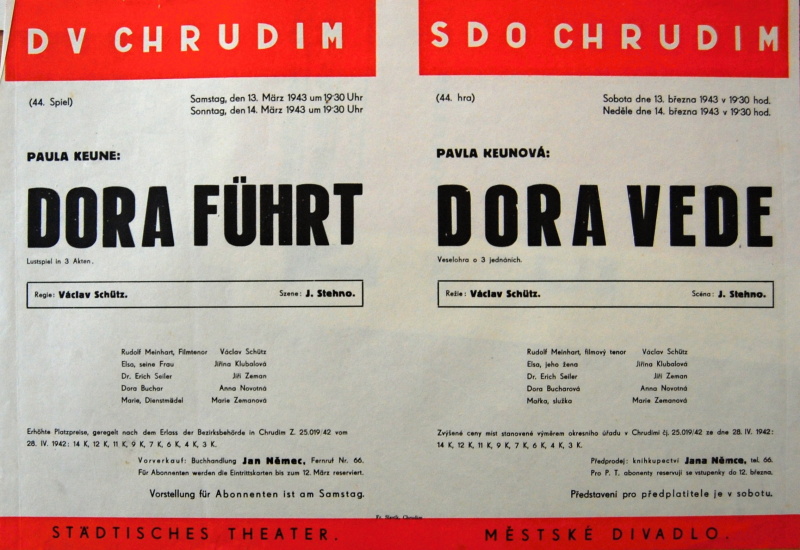 DV CHRUDIM
(44. Spiel)
Samstag, den 13. März 1943 um 19·30 Uhr
Sonntag, den 14. März 1943 um 19·30 Uhr
PAULA KEUNE:
DORA FÜHRT
Lustspiel in 3 Akten.
Regie: Václav Schütz. Szene: J. Stehno.
Rudolf Meinhart, Filmtenor Václav Schütz
Elsa, seine Frau Jiřina Klubalová
Dr. Erich Seiler Jiří Zeman
Dora Buchar Anna Novotná
Marie, Dienstmädel Marie Zemanová
Erhöhte Platzpreise, geregelt nach dem Erlass der Bezirksbehörde in Chrudim Z. 25.019/42 vom
28. IV. 1942: 14 K, 12 K, 11 K, 9 K, 7 K, 6 K, 4 K, 3 K.
Vorverkauf: Buchhandlung Jan Němec, Fernruf Nr. 66.
Für Abonnenten werden die Eintrittskarten bis zum 12. März reserviert.
Vorstellung für Abonnenten ist am Samstag.
STÄDTISCHES THEATER.
SDO CHRUDIM
(44. hra)
Sobota dne 13. března 1943 v 19·30 hod.
Neděle dne 14. března 1943 v 19·30 hod.
PAVLA KEUNOVÁ:
DORA VEDE
Veselohra o 3 jednáních.
Režie: Václav Schütz. Scéna: J. Stehno.
Rudolf Meinhart, filmový tenor Václav Schütz
Elsa, jeho žena Jiřina Klubalová
Dr. Erich Seiler Jiří Zeman
Dora Bucharová Anna Novotná
Mařka, služka Marie Zemanová
Zvýšené ceny míst stanovené výměrem okresního úřadu v Chrudimi čj. 25.019/42 ze dne 28. IV. 1942:
14 K, 12 K, 11 K, 9 K, 7 K, 6 K, 4 K, 3 K.
Předprodej: knihkupectví Jana Němce, tel. 66.
Pro P. T. abonenty reservují se vstupenky do 12. března.
Představení pro předplatitele je v sobotu.
MĚSTSKÉ DIVADLO.